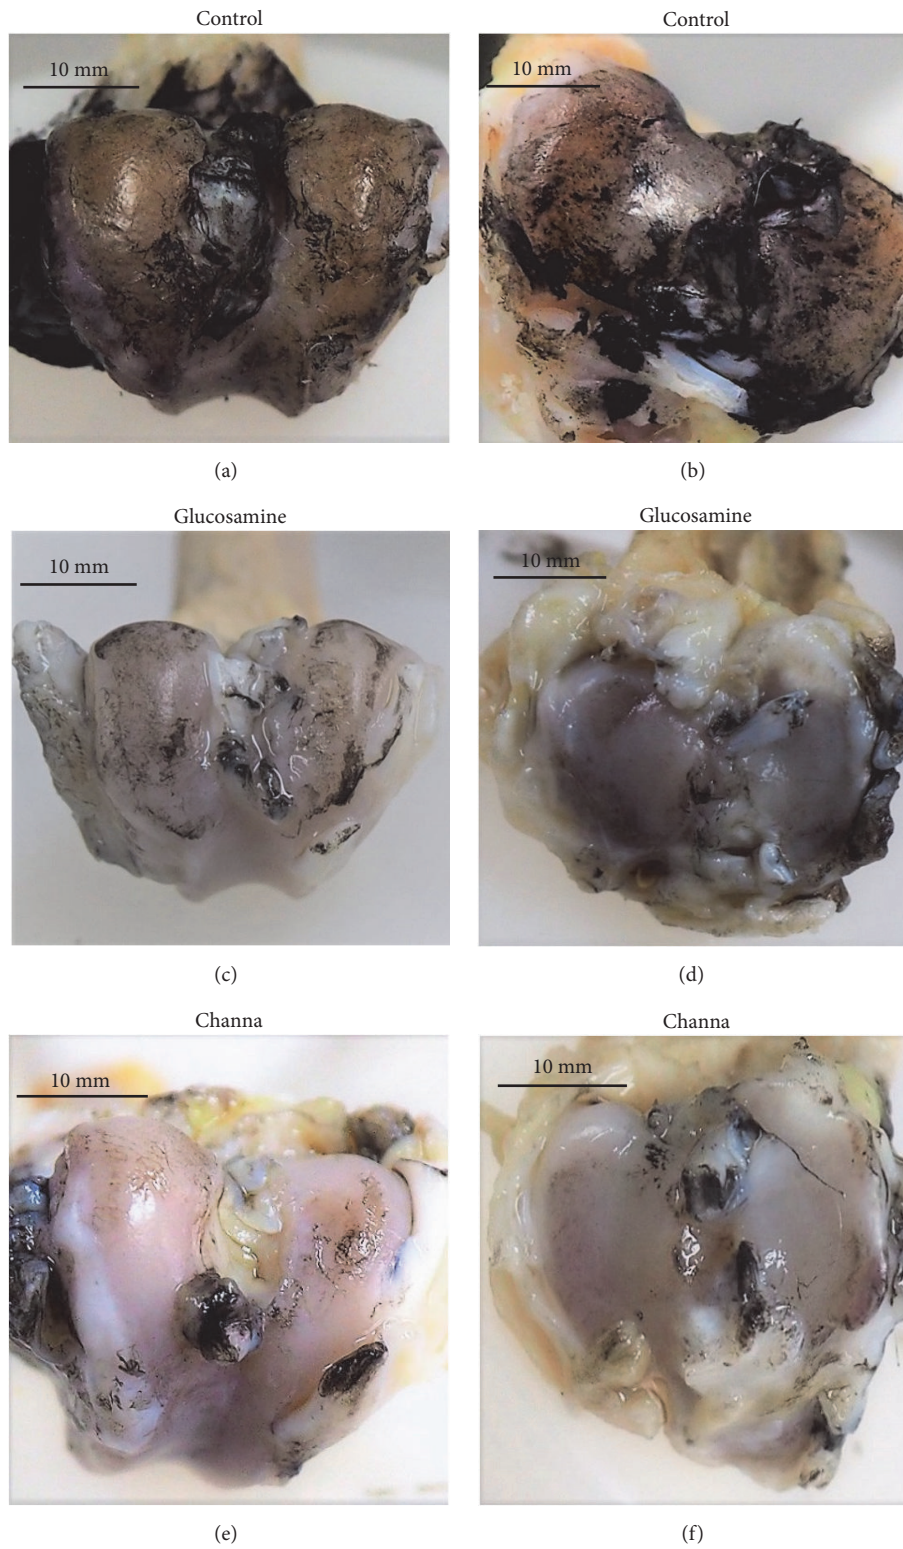 Control
Control
10 mm
10 mm
(a)
(b)
Glucosamine
Glucosamine
10 mm
10 mm
(c)
(d)
Channa
Channa
10 mm
10 mm
(e)
(f)